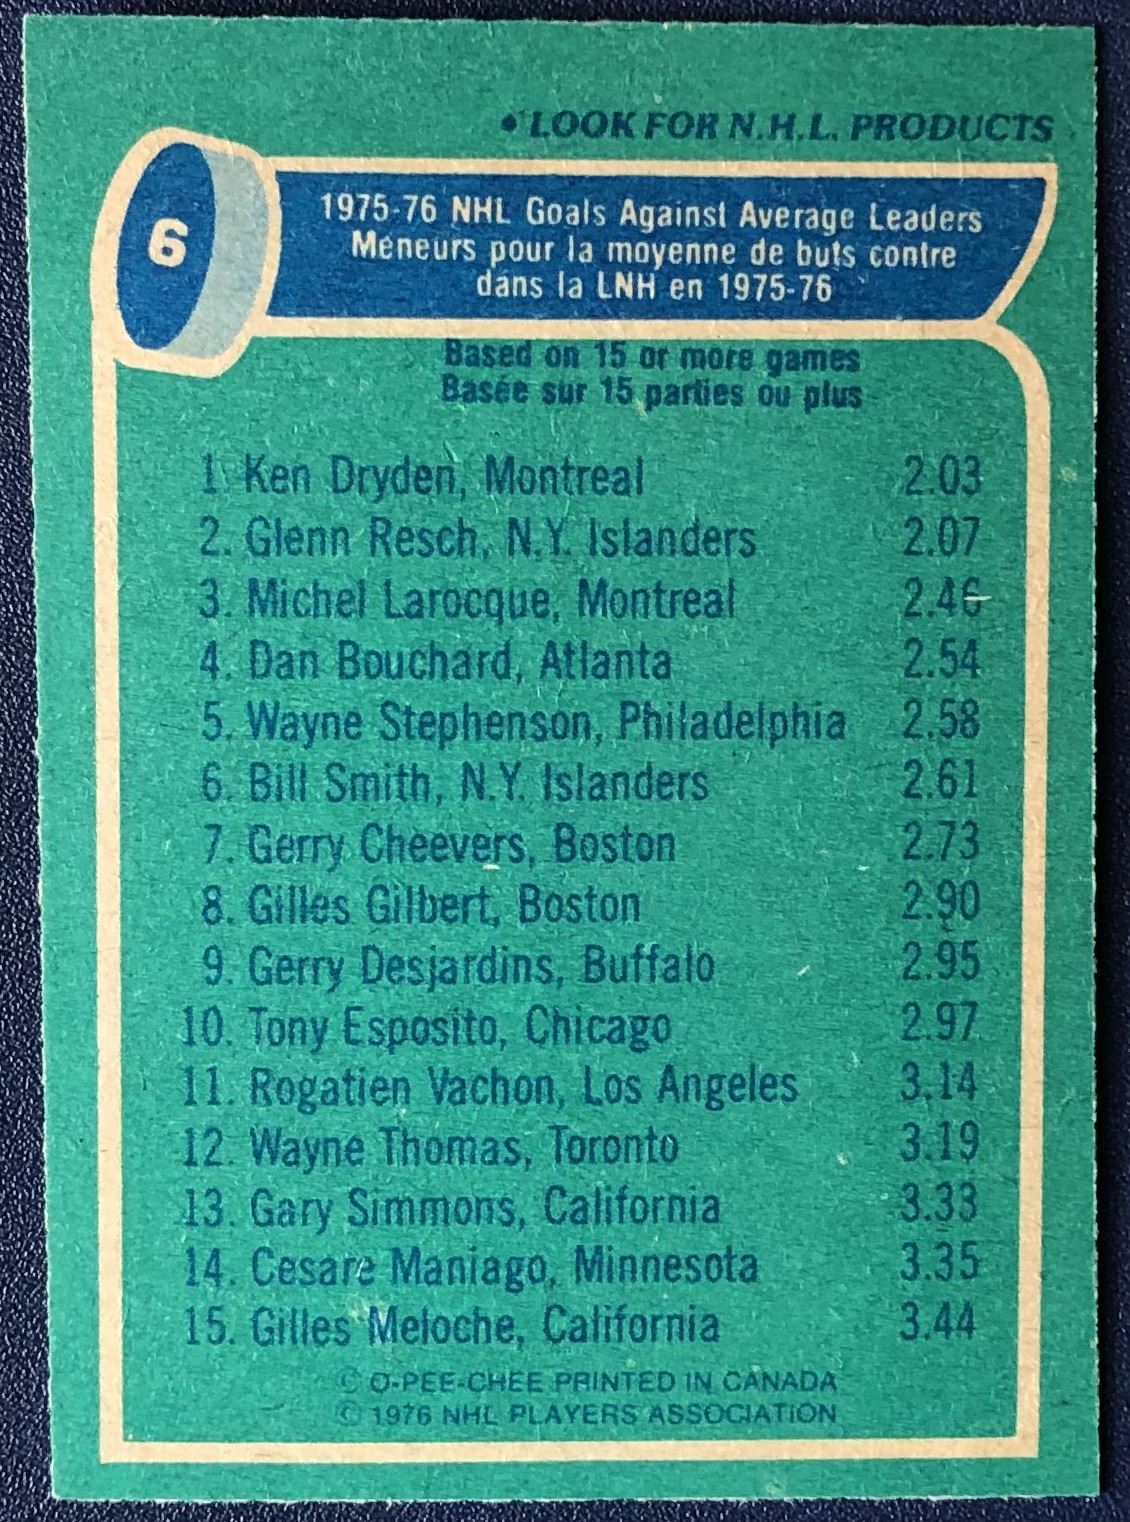 • LOOK FOR N.H.L. PRODUCTS
6
1975-76 NHL Goals Against Average Leaders
Meneurs pour la moyenne de buts contre
dans la LNH en 1975-76
Based on 15 or more games
Basée sur 15 parties ou plus
1. Ken Dryden, Montreal 2.03
2. Glenn Resch, N.Y. Islanders 2.07
3. Michel Larocque, Montreal 2.46
4. Dan Bouchard, Atlanta 2.54
5. Wayne Stephenson, Philadelphia 2.58
6. Bill Smith, N.Y. Islanders 2.61
7. Gerry Cheevers, Boston 2.73
8. Gilles Gilbert, Boston 2.90
9. Gerry Desjardins, Buffalo 2.95
10. Tony Esposito, Chicago 2.97
11. Rogatien Vachon, Los Angeles 3.14
12. Wayne Thomas, Toronto 3.19
13. Gary Simmons, California 3.33
14. Cesare Maniago, Minnesota 3.35
15. Gilles Meloche, California 3.44
© O-PEE-CHEE PRINTED IN CANADA
© 1976 NHL PLAYERS ASSOCIATION